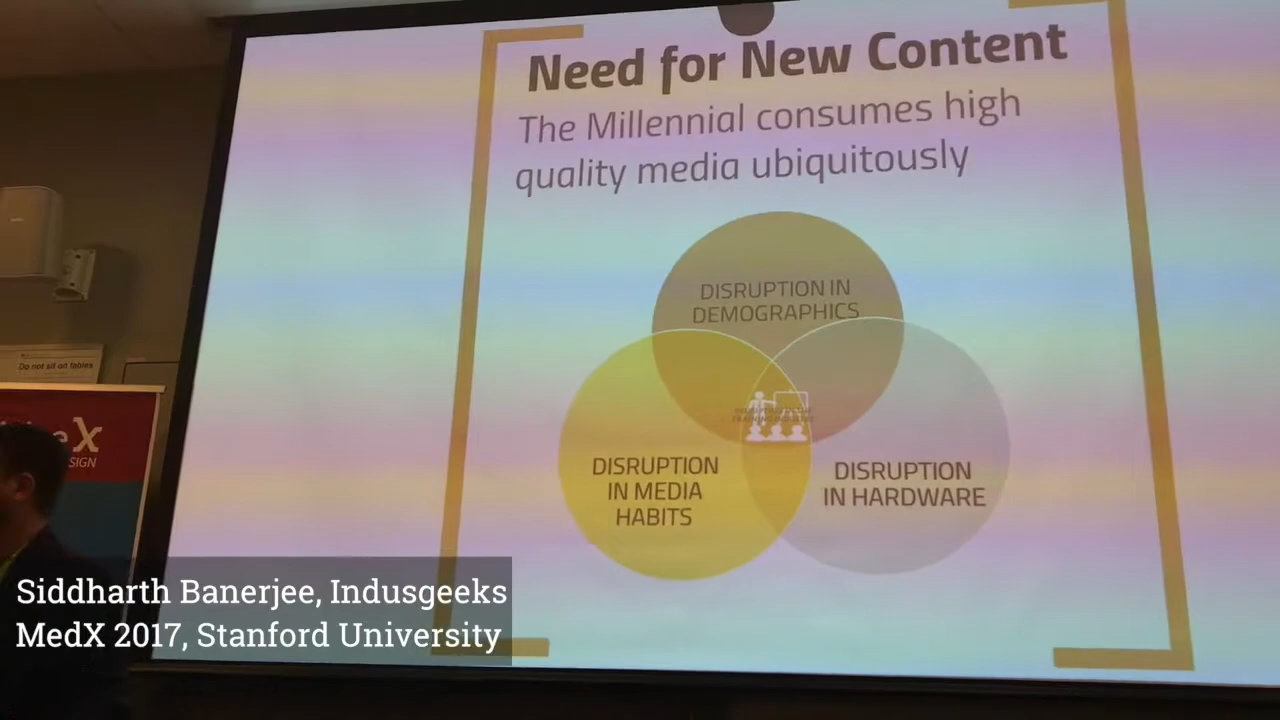 Need for New Content
The Millennial consumes high
quality media ubiquitously
DISRUPTION IN
DEMOGRAPHICS
DISRUPTION
IN MEDIA
HABITS
DISRUPTION
IN HARDWARE
Do not sit on tables
X
SIGN
Siddharth Banerjee, Indusgeeks
MedX 2017, Stanford University